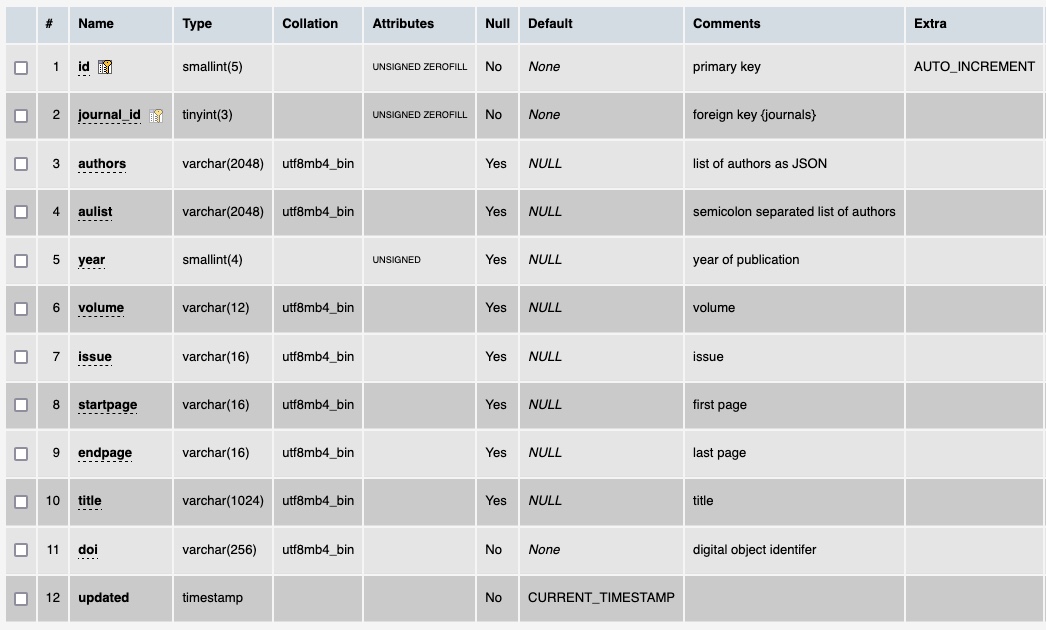 # Name Type Collation Attributes Null Default Comments Extra
1 id smallint(5) UNSIGNED ZEROFILL No None primary key AUTO_INCREMENT
2 journal_id tinyint(3) UNSIGNED ZEROFILL No None foreign key {journals}
3 authors varchar(2048) utf8mb4_bin Yes NULL list of authors as JSON
4 aulist varchar(2048) utf8mb4_bin Yes NULL semicolon separated list of authors
5 year smallint(4) UNSIGNED Yes NULL year of publication
6 volume varchar(12) utf8mb4_bin Yes NULL volume
7 issue varchar(16) utf8mb4_bin Yes NULL issue
8 startpage varchar(16) utf8mb4_bin Yes NULL first page
9 endpage varchar(16) utf8mb4_bin Yes NULL last page
10 title varchar(1024) utf8mb4_bin Yes NULL title
11 doi varchar(256) utf8mb4_bin No None digital object identifer
12 updated timestamp No CURRENT_TIMESTAMP